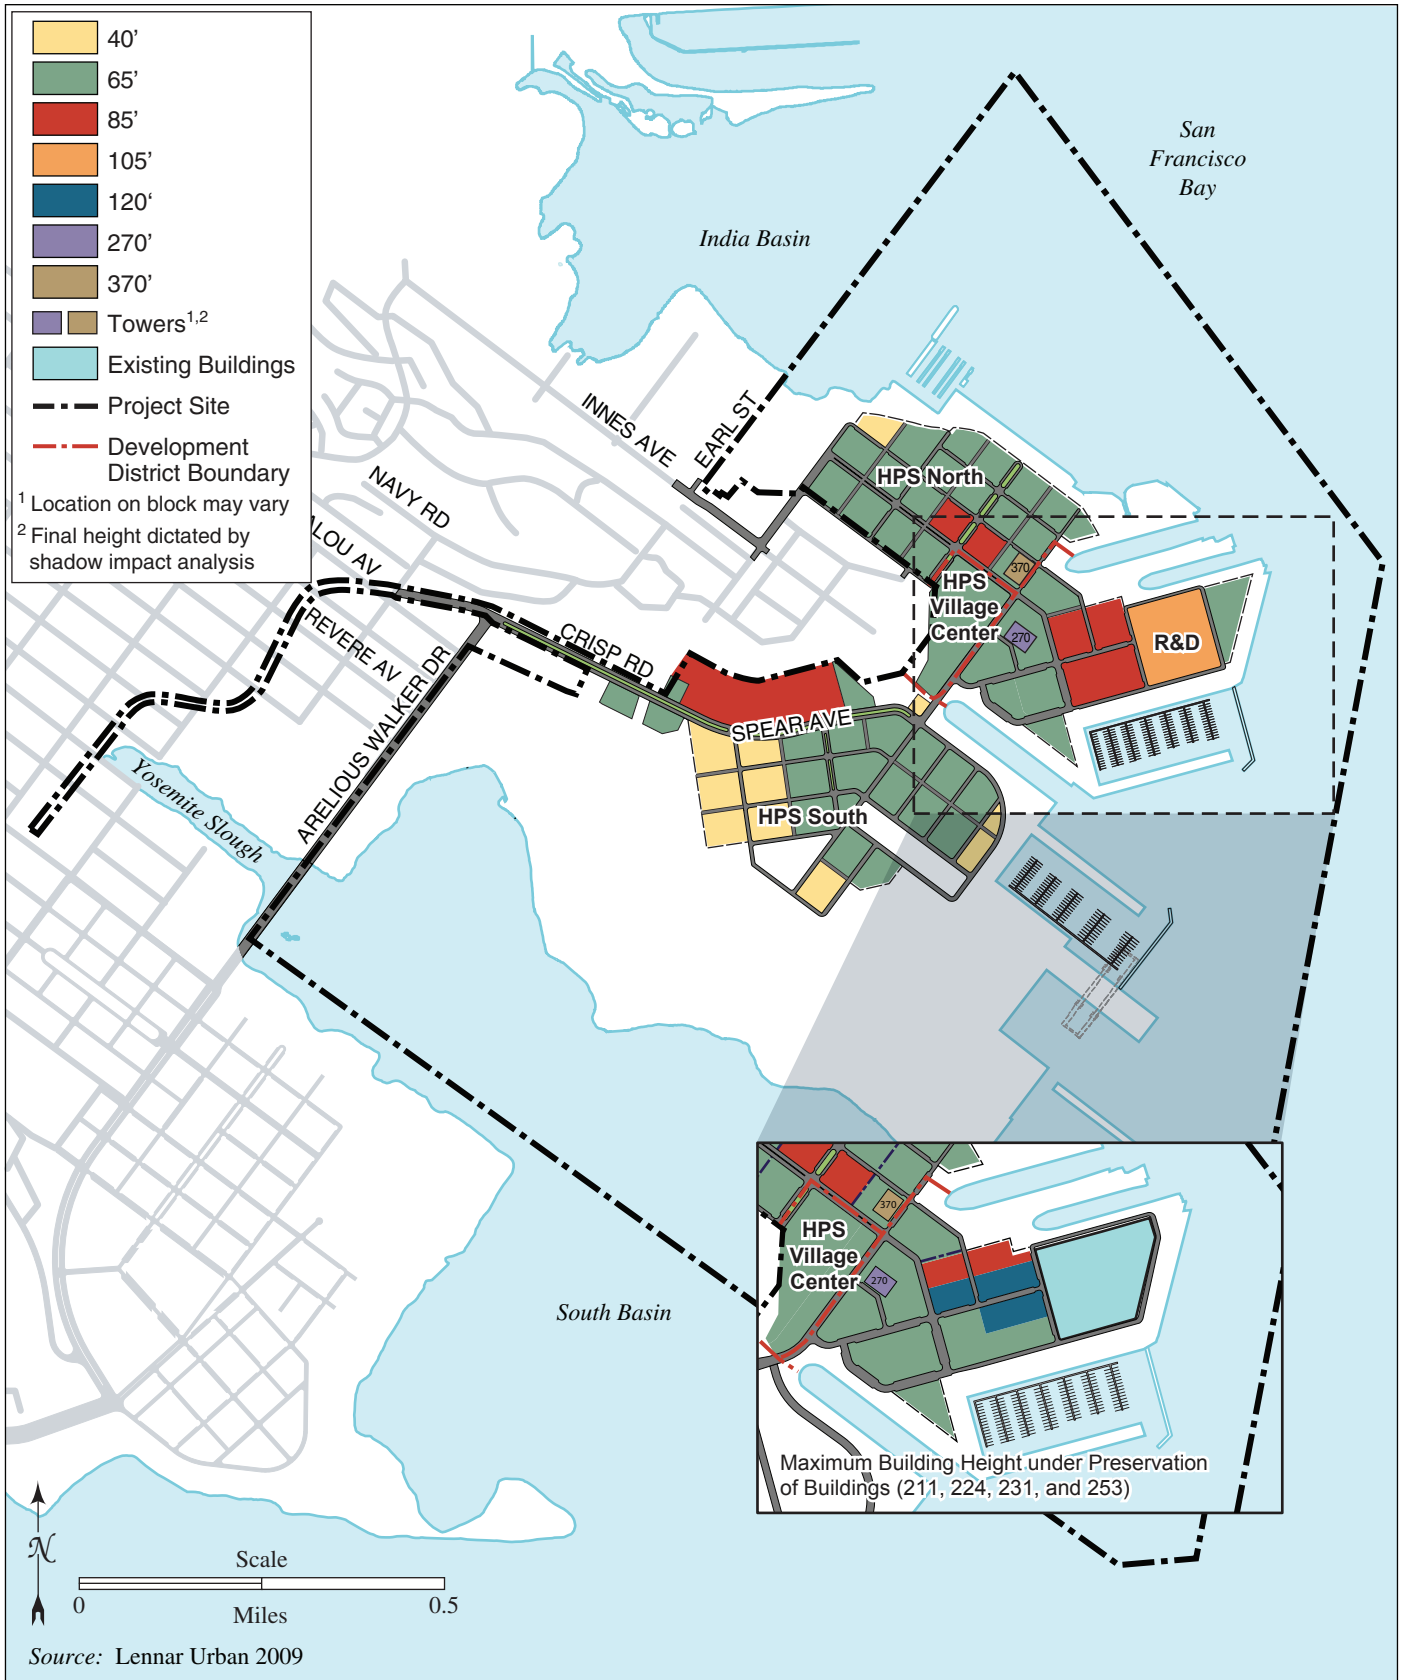 40’
65’
85’
105’
120‘
270’
370’
Towers1,2
Existing Buildings
Project Site
Development
District Boundary
1 Location on block may vary
2 Final height dictated by
shadow impact analysis
San
Francisco
Bay
India Basin
INNES AVE
EARL ST
NAVY RD
LOU AV
REVERE AV
CRISP RD
ARELIOUS WALKER DR
SPEAR AVE
Yosemite Slough
HPS North
370
HPS
Village
Center
270
R&D
HPS South
370
HPS
Village
Center
270
South Basin
Maximum Building Height under Preservation
of Buildings (211, 224, 231, and 253)
N
Scale
0
0.5
Miles
Source: Lennar Urban 2009